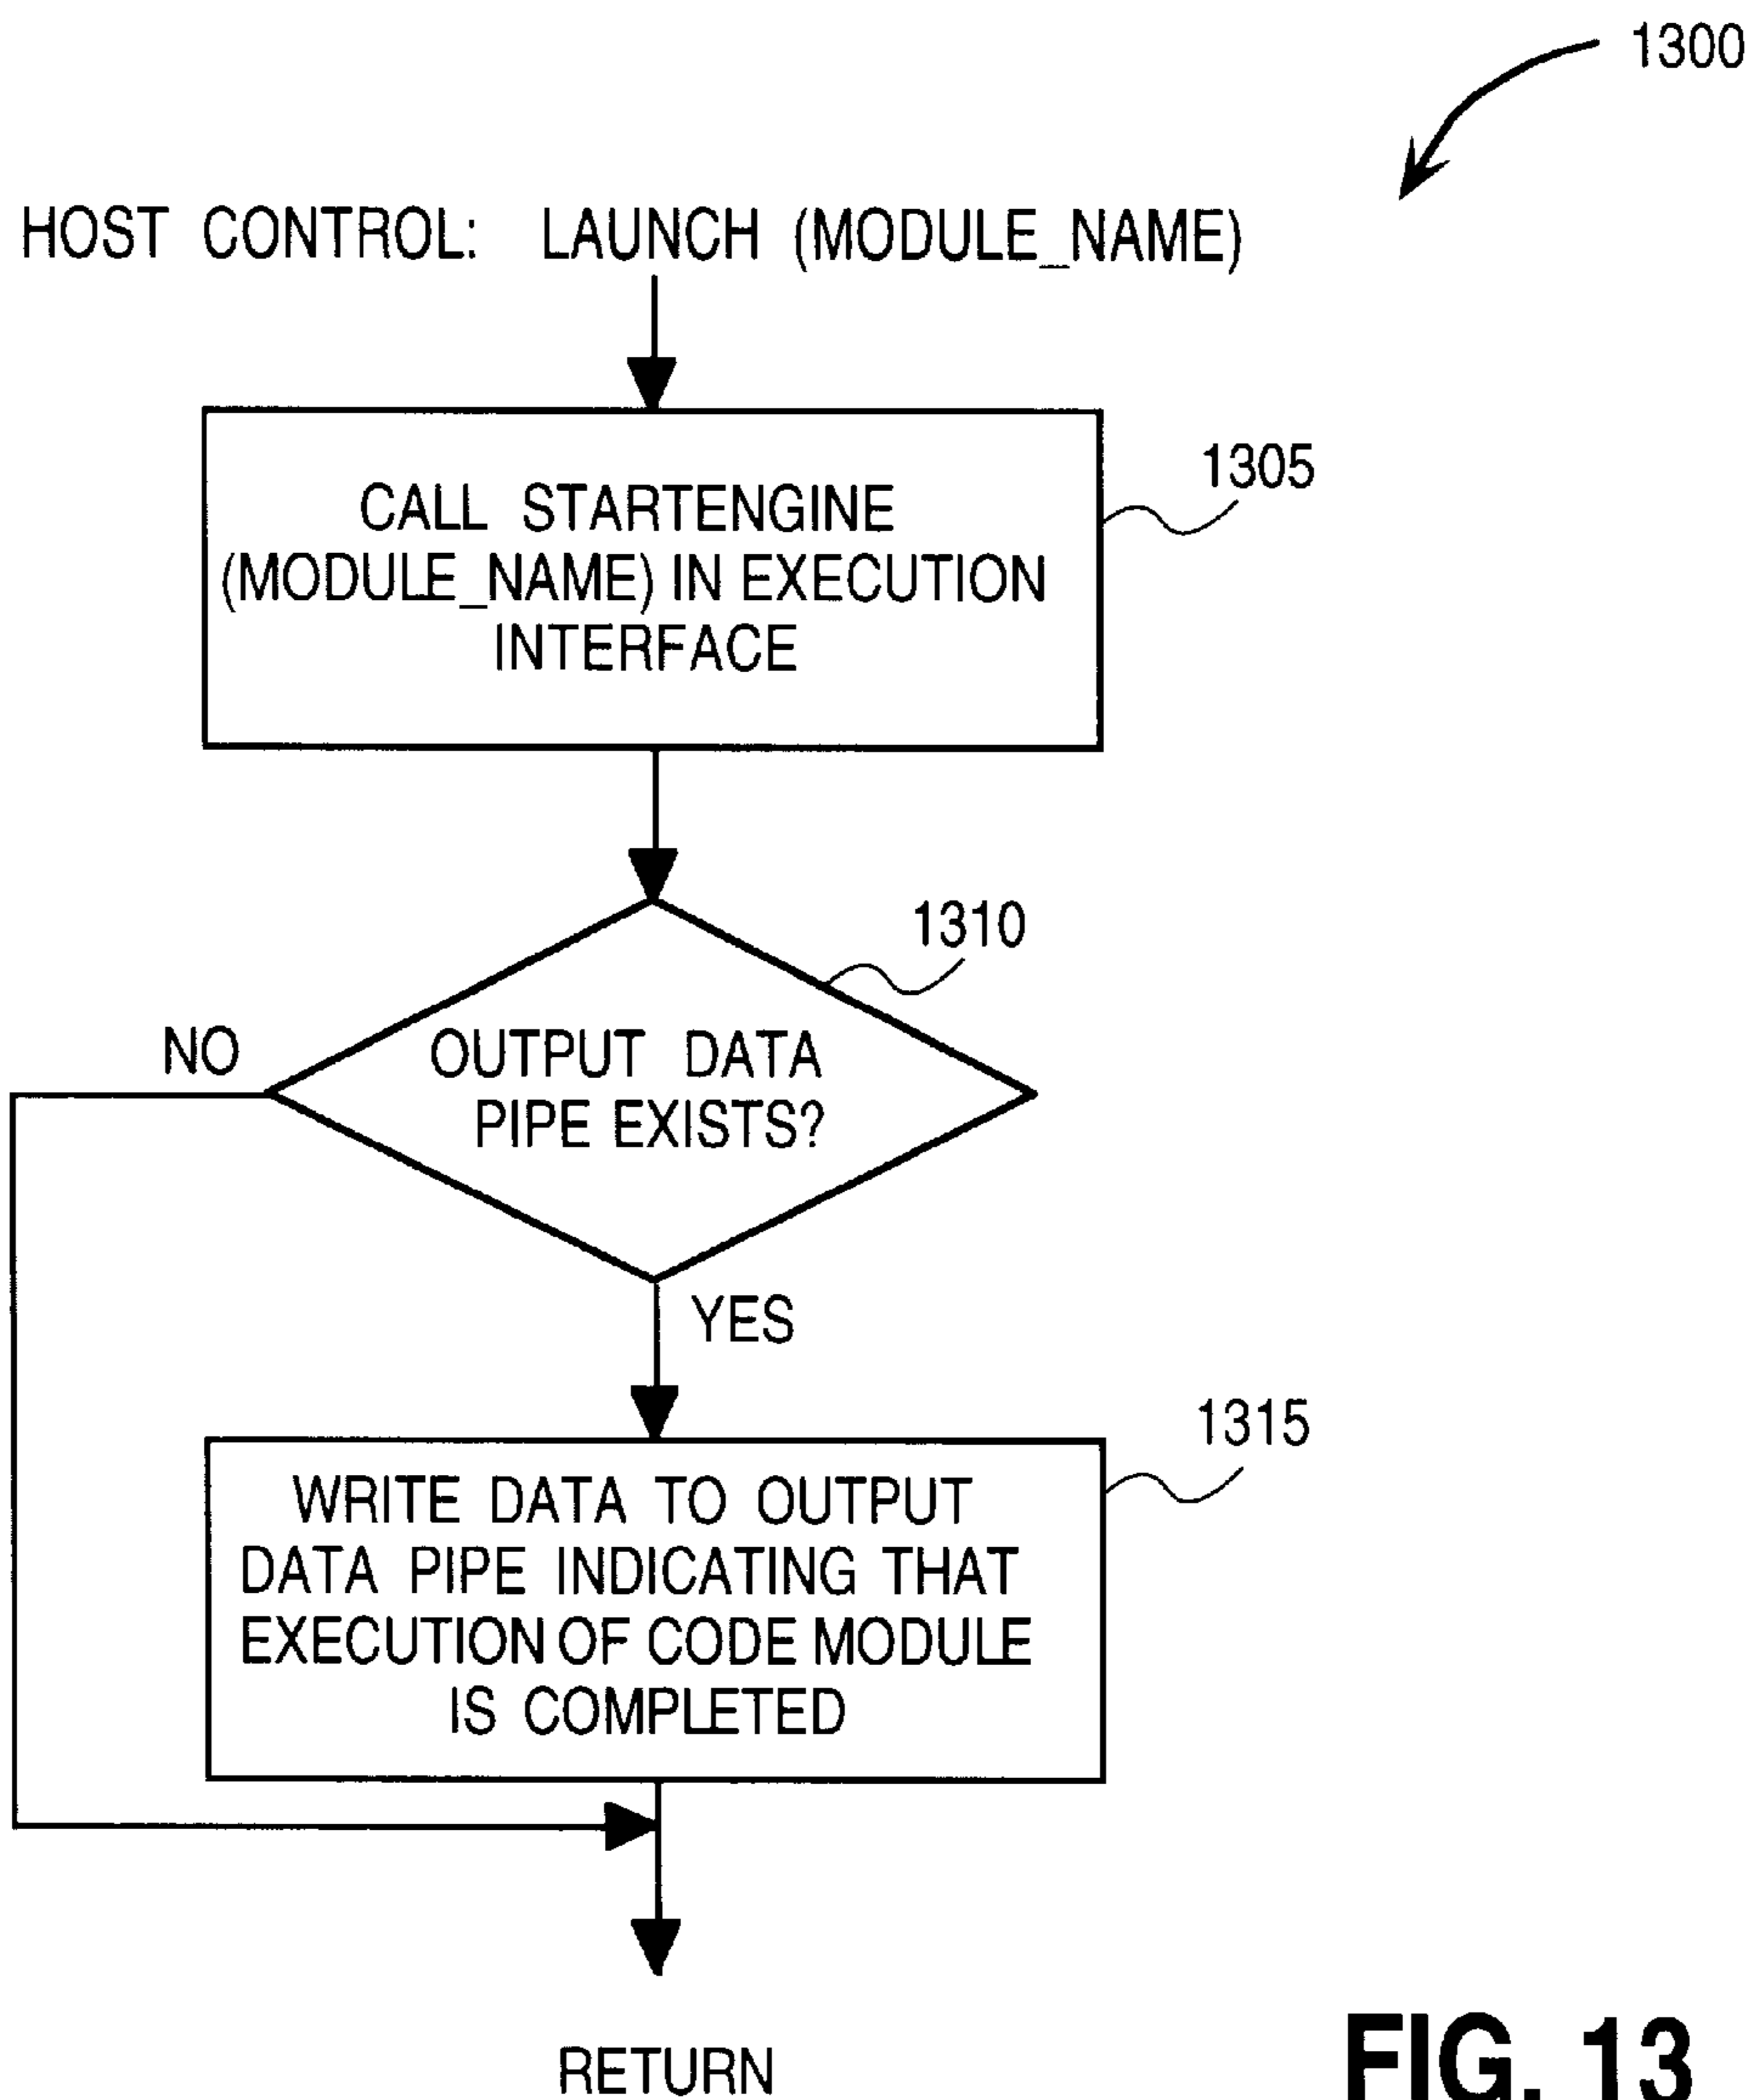 1300
HOST CONTROL: LAUNCH (MODULE_NAME)
1305
CALL STARTENGINE
(MODULE_NAME) IN EXECUTION
INTERFACE
1310
NO
OUTPUT DATA
PIPE EXISTS?
YES
1315
WRITE DATA TO OUTPUT
DATA PIPE INDICATING THAT
EXECUTION OF CODE MODULE
IS COMPLETED
RETURN
FIG. 13